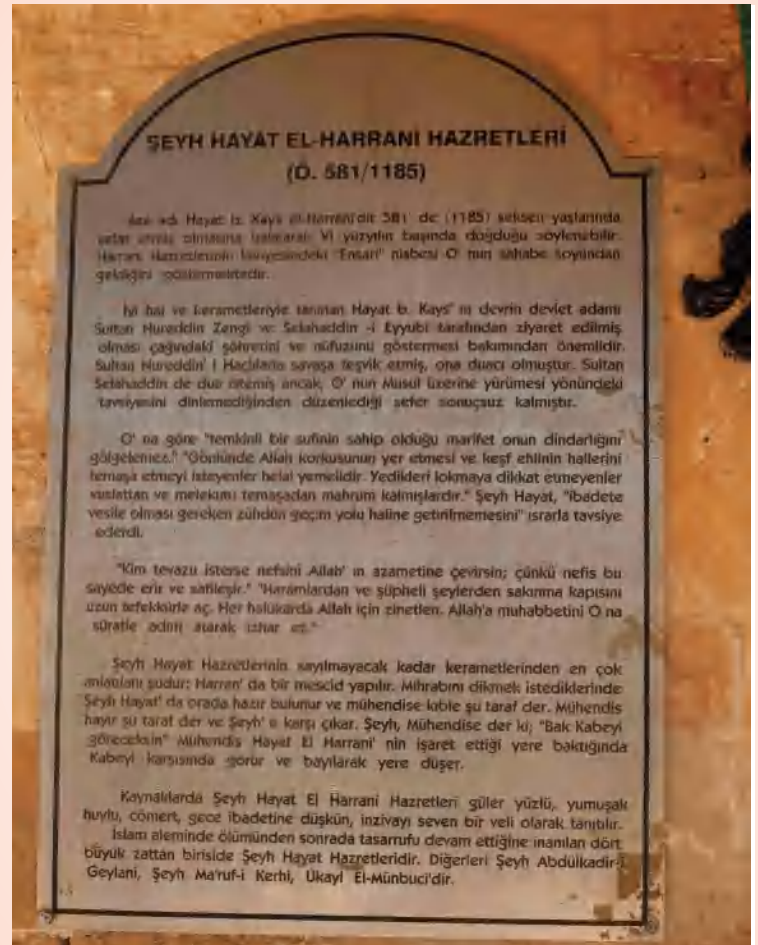 ŞEYH HAYAT EL-HARRANİ HAZRETLERİ
(Ö. 581/1185)
adı Hayat b. Kays el-Harrani'dir 581 de (1185) seksen yaşlarında
vefat etmiş olmasına bakılarak VI yüzyılın başında doğduğu söylenebilir.
Harrani Hazretlerinin künyesindeki "Ensari" nisbesi O' nun sahabe soyundan
geldiğini göstermektedir.
İyi hal ve kerametleriyle tanınan Hayat b. Kays' ın devrin devlet adamı
Sultan Nureddin Zengi ve Selahaddin -i Eyyubi tarafından ziyaret edilmiş
olması çağındaki şöhretini ve nüfuzunu göstermesi bakımından önemlidir.
Sultan Nureddin' i Haçlılarla savaşa teşvik etmiş, ona duacı olmuştur. Sultan
Selahaddin de dua istemiş ancak, O' nun Musul üzerine yürümesi yönündeki
tavsiyesini dinlemediğinden düzenlediği sefer sonuçsuz kalmıştır.
O' na göre "temkinli bir sufinin sahip olduğu marifet onun dindarlığını
gölgelemez." "Gönlünde Allah korkusunun yer etmesi ve keşf ehlinin hallerini
temaşa etmeyi isteyenler helal yemelidir. Yedikleri lokmaya dikkat etmeyenler
vuslattan ve melekutu temaşadan mahrum kalmışlardır." Şeyh Hayat, "ibadete
vesile olması gereken zühdün geçim yolu haline getirilmemesini" ısrarla tavsiye
ederdi.
"Kim tevazu isterse nefsini Allah' ın azametine çevirsin; çünkü nefis bu
sayede erir ve safileşir." "Haramlardan ve şüpheli şeylerden sakınma kapısını
uzun tefekkürle aç. Her halükarda Allah için zinetlen. Allah'a muhabbetini O na
süratle adım atarak izhar et."
Şeyh Hayat Hazretlerinin sayılmayacak kadar kerametlerinden en çok
anlatılanı şudur: Harran' da bir mescid yapılır. Mihrabını dikmek istediklerinde
Şeyh Hayat' da orada hazır bulunur ve mühendise kıble şu taraf der. Mühendis
hayır şu taraf der ve Şeyh' e karşı çıkar. Şeyh, Mühendise der ki; "Bak Kabeyi
göreceksin" Mühendis Hayat El Harrani' nin işaret ettiği yere baktığında
Kabeyi karşısında görür ve bayılarak yere düşer.
Kaynaklarda Şeyh Hayat El Harrani Hazretleri güler yüzlü, yumuşak
huylu, cömert, gece ibadetine düşkün, inzivayı seven bir veli olarak tanıtılır.
İslam aleminde ölümünden sonrada tasarrufu devam ettiğine inanılan dört
büyük zattan biriside Şeyh Hayat Hazretleridir. Diğerleri Şeyh Abdulkadir-i
Geylani, Şeyh Ma'ruf-i Kerhi, Ukayl El-Münbuci'dir.